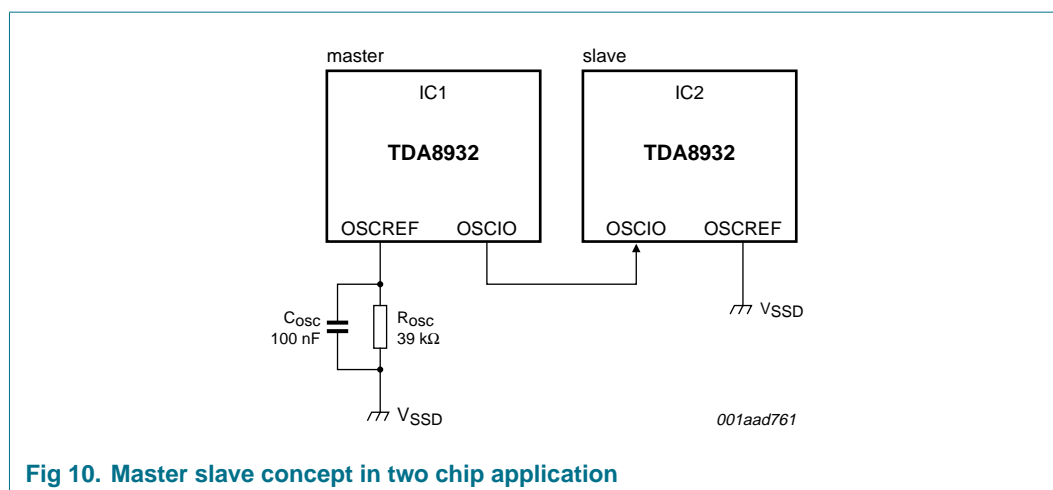 master
IC1
TDA8932
OSCREF OSCIO
slave
IC2
TDA8932
OSCIO OSCREF
Cosc
100 nF
Rosc
39 kΩ
VSSD
VSSD
001aad761
Fig 10. Master slave concept in two chip application